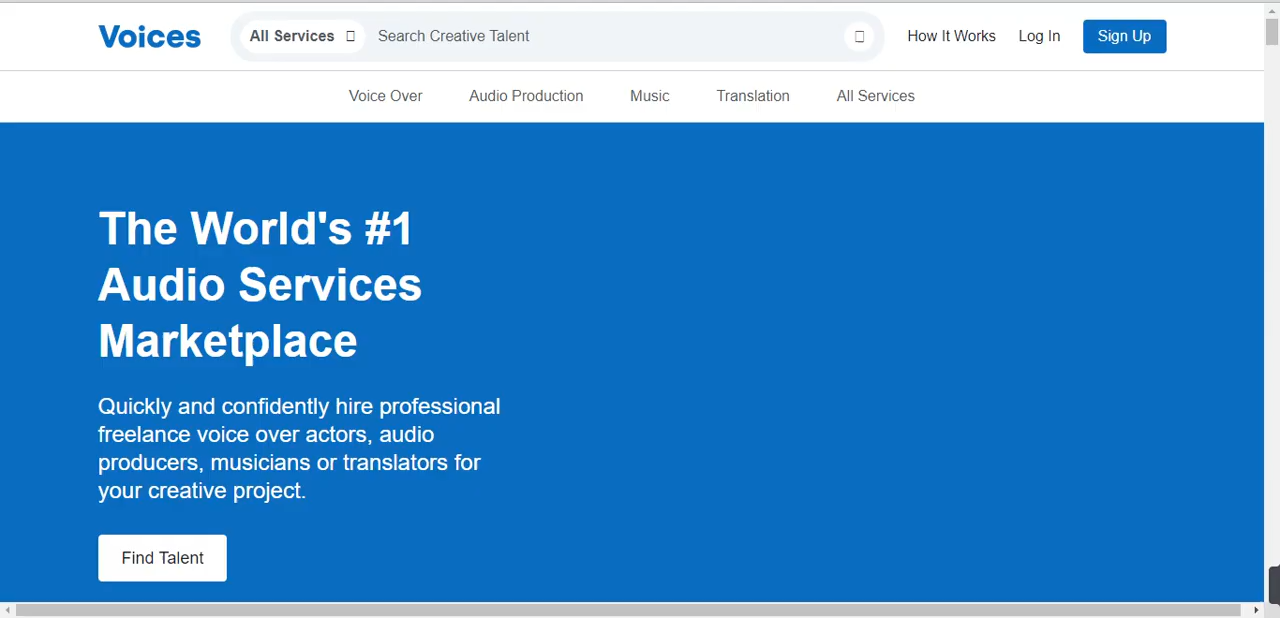 Voices
All Services
Search Creative Talent
How It Works
Log In
Sign Up
Voice Over
Audio Production
Music
Translation
All Services
The World's #1
Audio Services
Marketplace
Quickly and confidently hire professional
freelance voice over actors, audio
producers, musicians or translators for
your creative project.
Find Talent